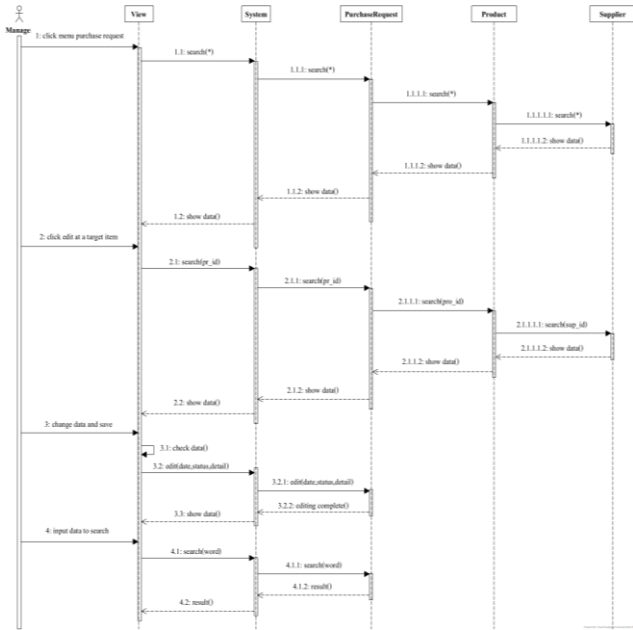 View
System
PurchaseRequest
Product
Supplier
Manage
1: click menu purchase request
1.1: search(*)
1.1.1: search(*)
1.1.1.1: search(*)
1.1.1.1.1: search(*)
1.1.1.1.2: show data()
1.1.1.2: show data()
1.1.2: show data()
1.2: show data()
2: click edit at a target item
2.1: search(pr_id)
2.1.1: search(pr_id)
2.1.1.1: search(pro_id)
2.1.1.1.1: search(sup_id)
2.1.1.1.2: show data()
2.1.1.2: show data()
2.1.2: show data()
2.2: show data()
3: change data and save
3.1: check data()
3.2: edit(date,status,detail)
3.2.1: edit(date,status,detail)
3.2.2: editing complete()
3.3: show data()
4: input data to search
4.1: search(word)
4.1.1: search(word)
4.1.2: result()
4.2: result()